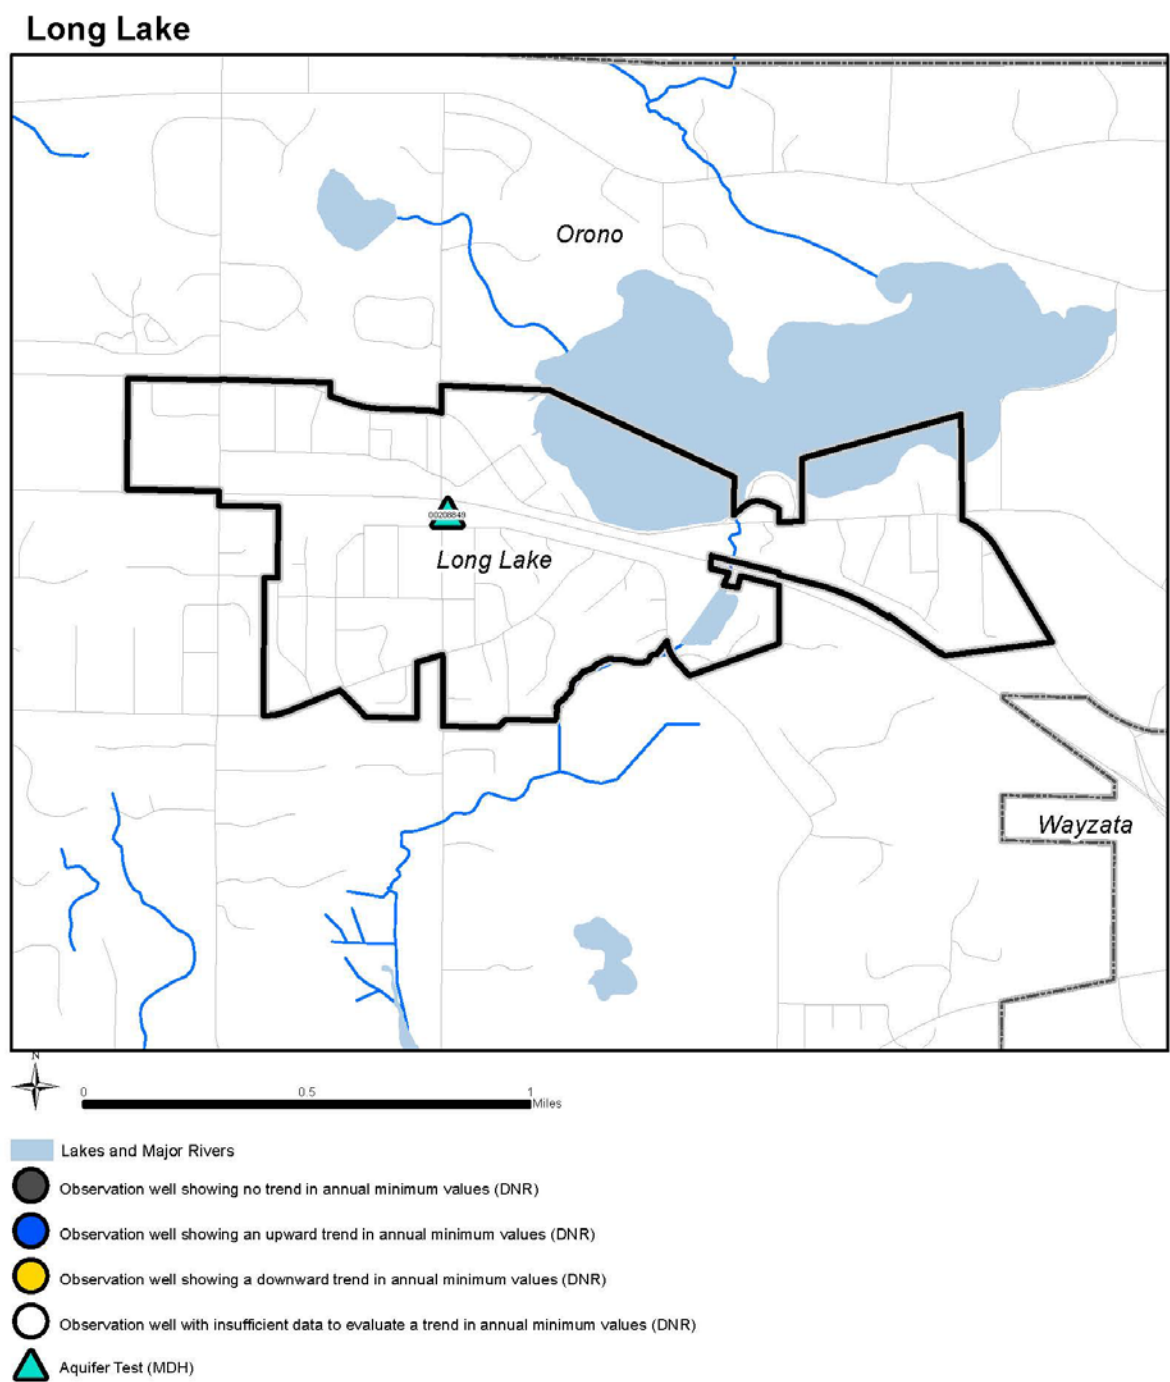 Long Lake
Orono
00208849
Long Lake
Wayzata
N
0 0.5 1
Miles
Lakes and Major Rivers
Observation well showing no trend in annual minimum values (DNR)
Observation well showing an upward trend in annual minimum values (DNR)
Observation well showing a downward trend in annual minimum values (DNR)
Observation well with insufficient data to evaluate a trend in annual minimum values (DNR)
Aquifer Test (MDH)